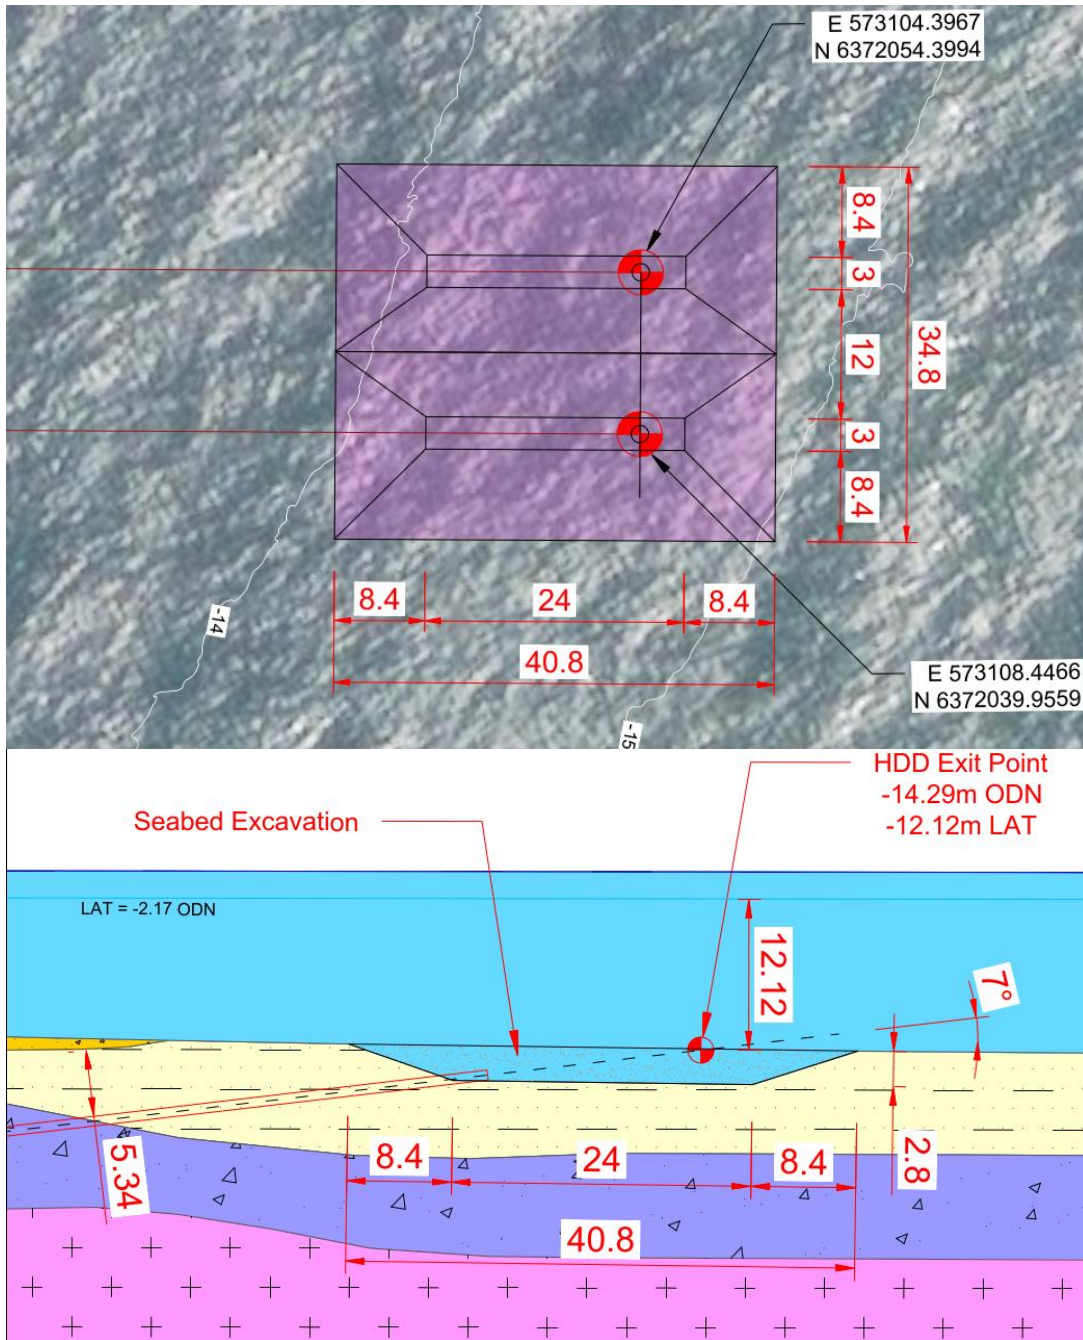 E 573104.3967
N 6372054.3994
8.4
3
12
3
8.4
34.8
8.4
24
8.4
40.8
-14
-15
E 573108.4466
N 6372039.9559
HDD Exit Point
-14.29m ODN
-12.12m LAT
Seabed Excavation
LAT = -2.17 ODN
12.12
7°
5.34
8.4
24
8.4
2.8
40.8